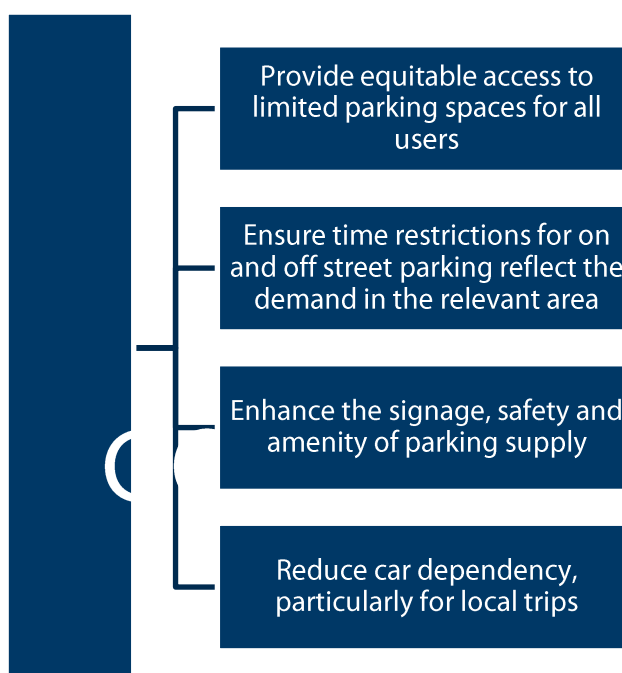 Provide equitable access to
limited parking spaces for all
users
Ensure time restrictions for on
and off street parking reflect the
demand in the relevant area
Enhance the signage, safety and
amenity of parking supply
Reduce car dependency,
particularly for local trips